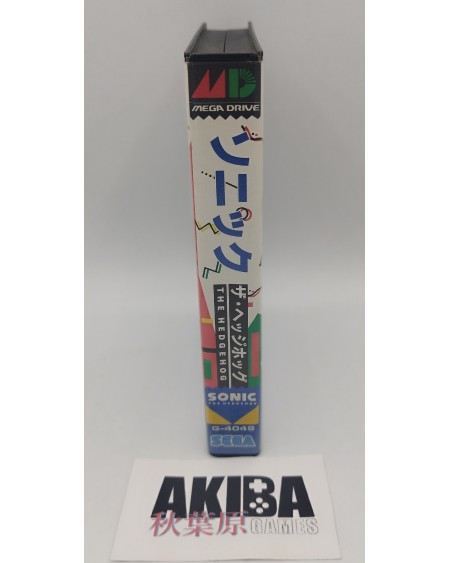 MD
MEGA DRIVE
ソニック
ザ・ヘッジホッグ
THE HEDGEHOG
SONIC
THE HEDGEHOG
G-4049
SEGA
AKIBA
秋葉原
GAMES